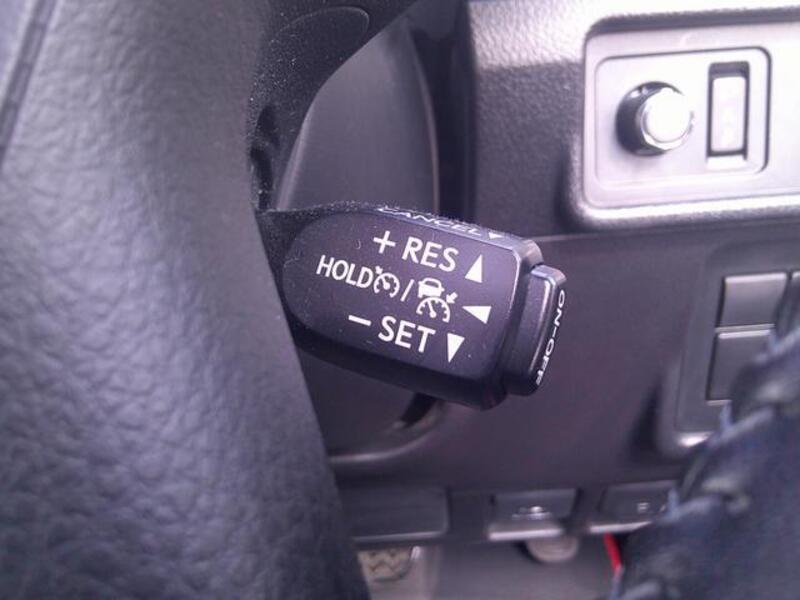 CANCEL▼
+ RES ▲
HOLD / ◀
− SET ▼
ON-OFF